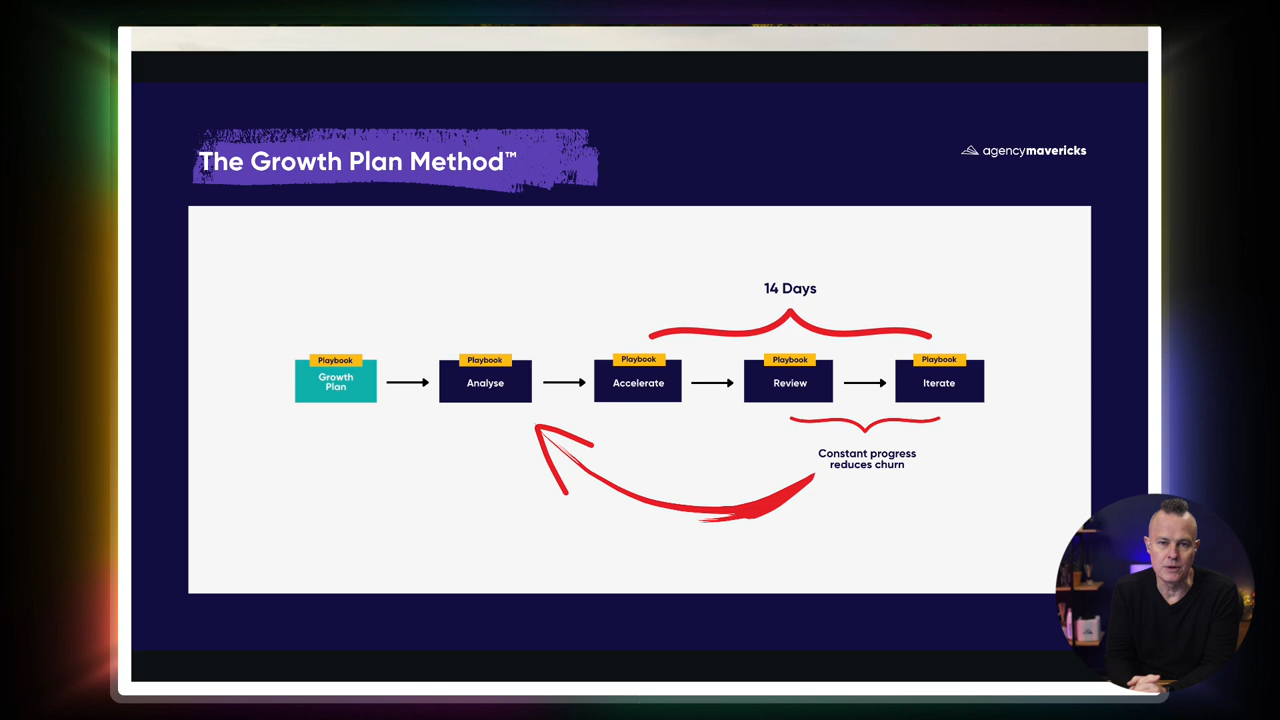 The Growth Plan Method™
agencymavericks
14 Days
Playbook
Growth
Plan
Playbook
Analyse
Playbook
Accelerate
Playbook
Review
Playbook
Iterate
Constant progress
reduces churn